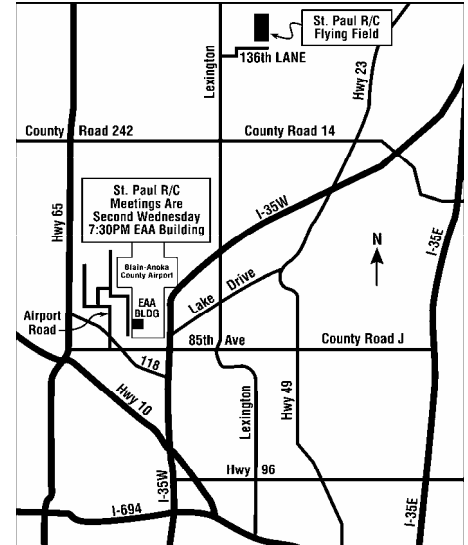 St. Paul R/C
Flying Field
136th LANE
Lexington
Hwy 23
County Road 242
County Road 14
St. Paul R/C
Meetings Are
Second Wednesday
7:30PM EAA Building
I-35W
Hwy 65
I-35E
N
Blain-Anoka
County Airport
EAA
BLDG
Lake Drive
Airport
Road
85th Ave
County Road J
118
Hwy 10
Lexington
Hwy 49
Hwy 96
I-35W
I-35E
I-694